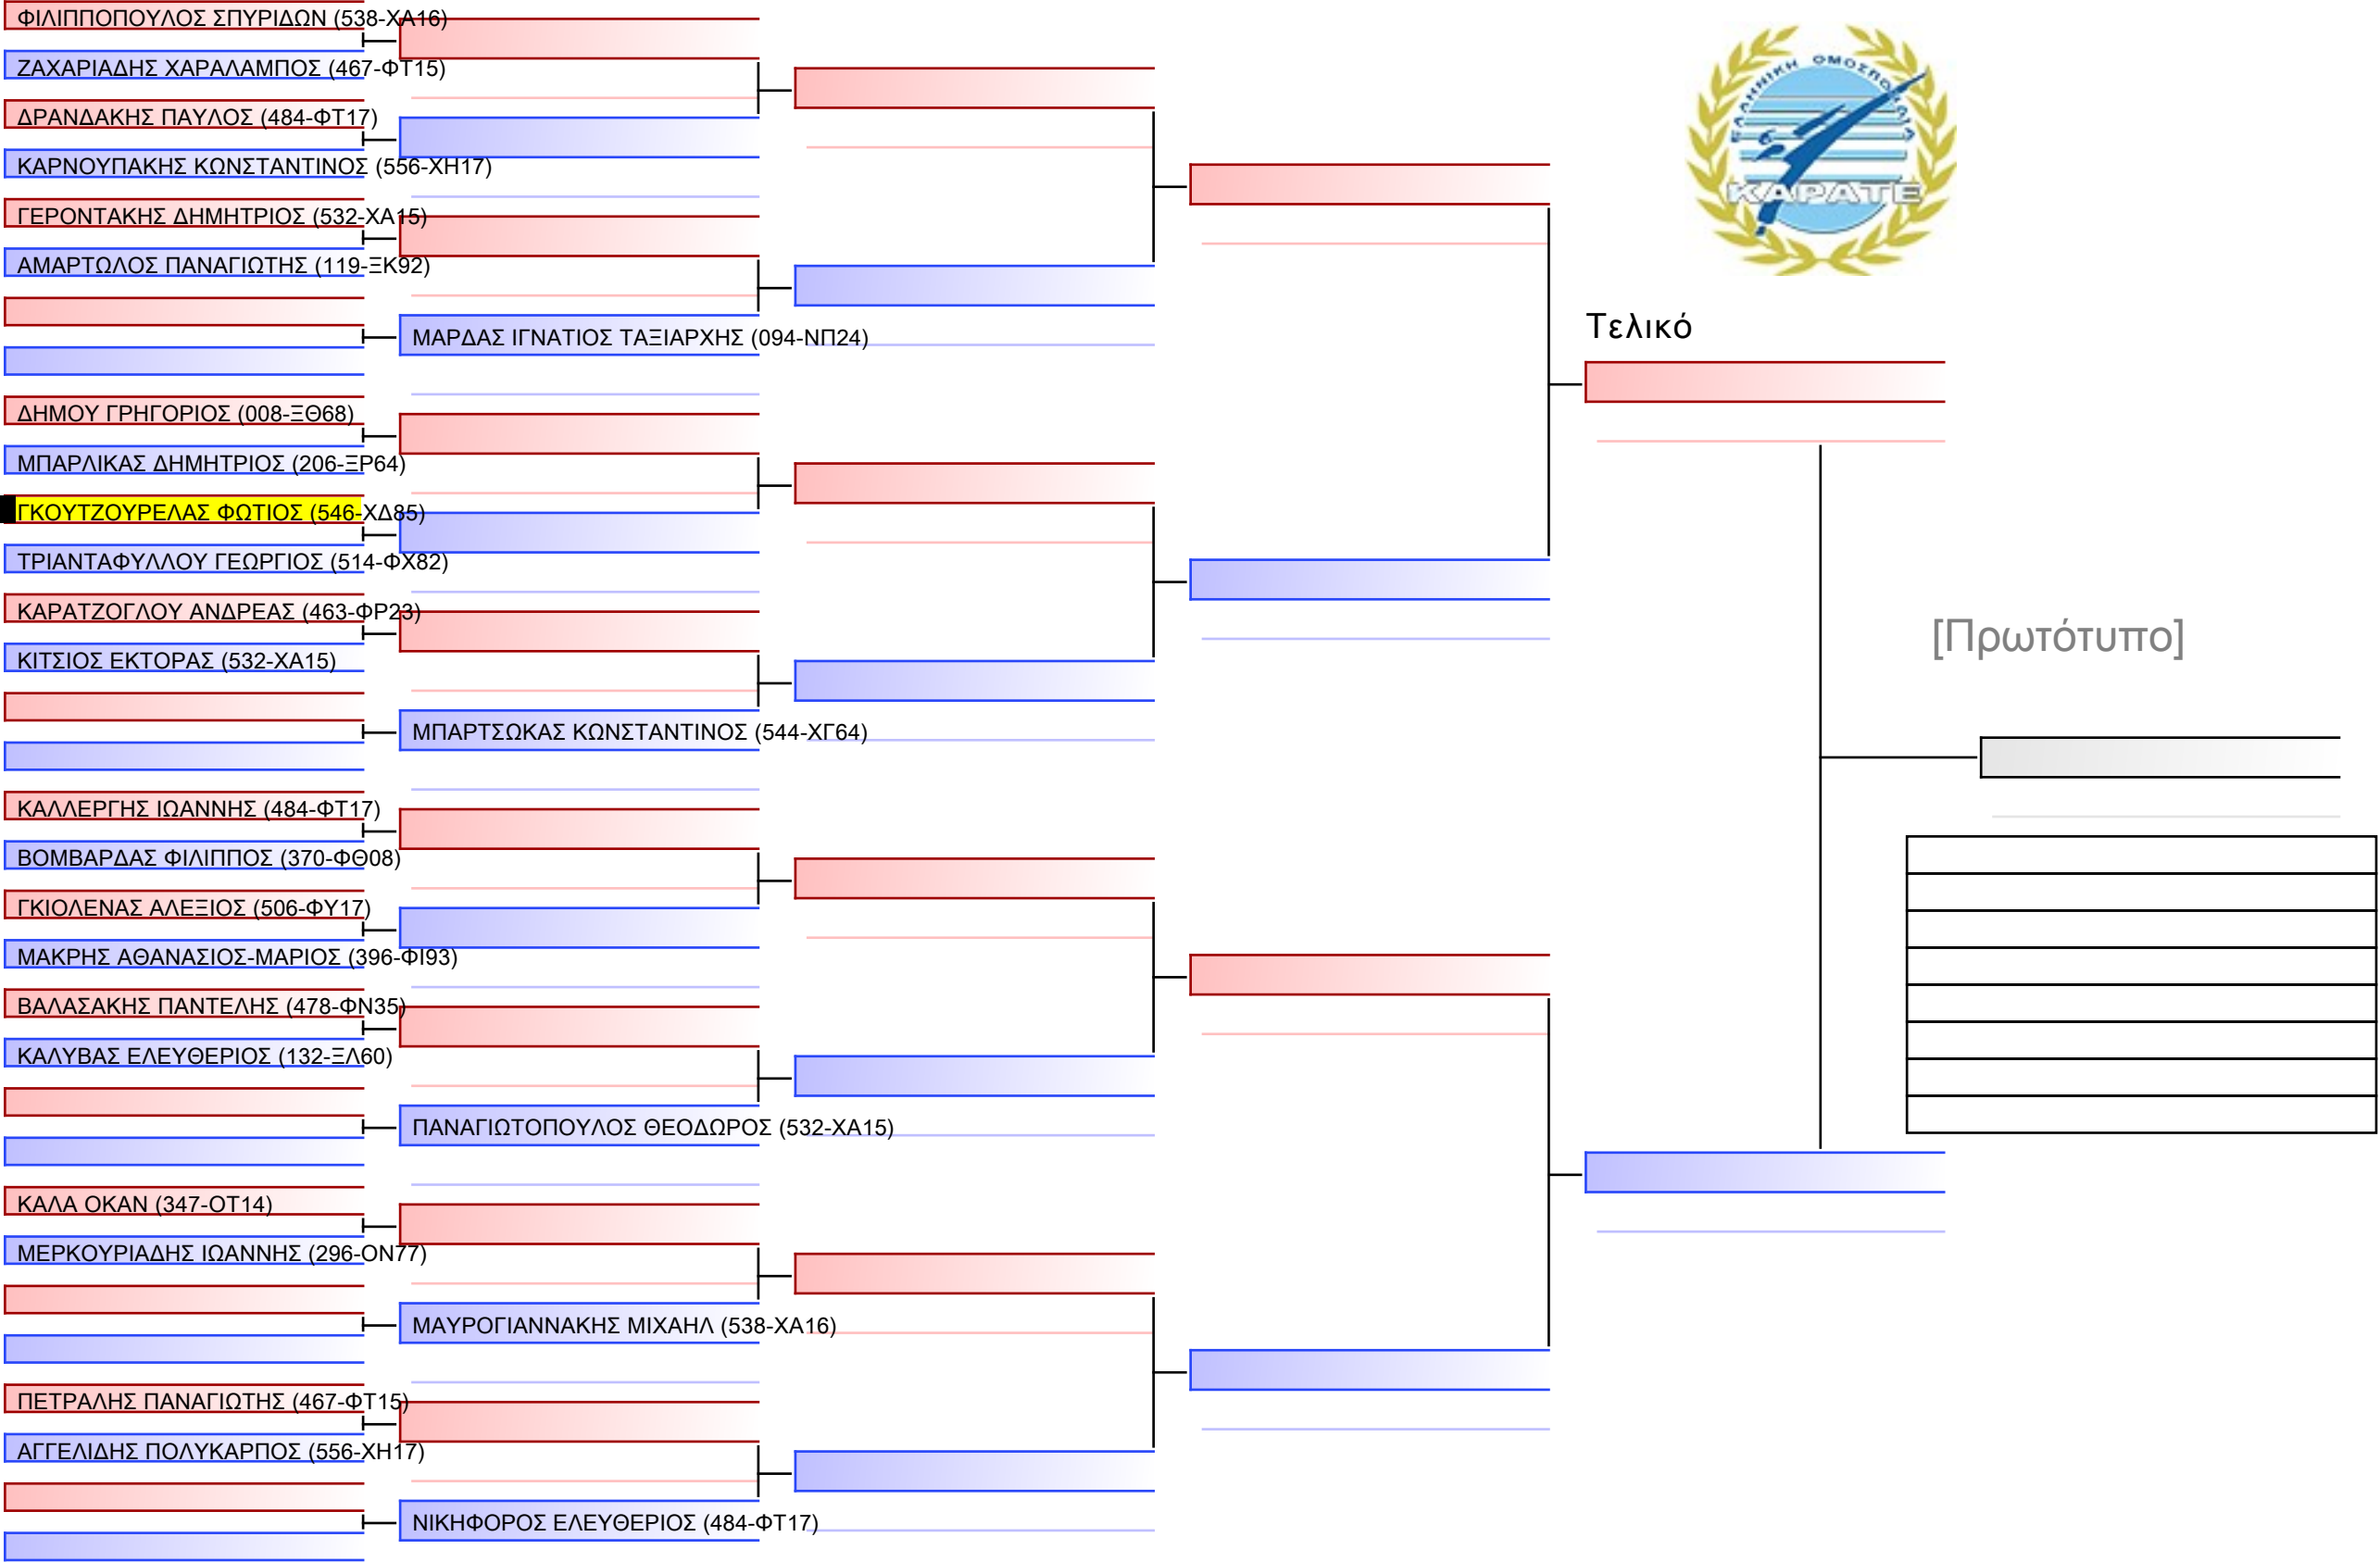 ΦΙΛΙΠΠΟΠΟΥΛΟΣ ΣΠΥΡΙΔΩΝ (538-ΧΑ16)
ΖΑΧΑΡΙΑΔΗΣ ΧΑΡΑΛΑΜΠΟΣ (467-ΦΤ15)
ΔΡΑΝΔΑΚΗΣ ΠΑΥΛΟΣ (484-ΦΤ17)
ΚΑΡΝΟΥΠΑΚΗΣ ΚΩΝΣΤΑΝΤΙΝΟΣ (556-ΧΗ17)
ΓΕΡΟΝΤΑΚΗΣ ΔΗΜΗΤΡΙΟΣ (532-ΧΑ15)
ΑΜΑΡΤΩΛΟΣ ΠΑΝΑΓΙΩΤΗΣ (119-ΞΚ92)
ΜΑΡΔΑΣ ΙΓΝΑΤΙΟΣ ΤΑΞΙΑΡΧΗΣ (094-ΝΠ24)
ΔΗΜΟΥ ΓΡΗΓΟΡΙΟΣ (008-ΞΘ68)
ΜΠΑΡΛΙΚΑΣ ΔΗΜΗΤΡΙΟΣ (206-ΞΡ64)
ΓΚΟΥΤΖΟΥΡΕΛΑΣ ΦΩΤΙΟΣ (546-ΧΔ85)
ΤΡΙΑΝΤΑΦΥΛΛΟΥ ΓΕΩΡΓΙΟΣ (514-ΦΧ82)
ΚΑΡΑΤΖΟΓΛΟΥ ΑΝΔΡΕΑΣ (463-ΦΡ23)
ΚΙΤΣΙΟΣ ΕΚΤΟΡΑΣ (532-ΧΑ15)
ΜΠΑΡΤΣΩΚΑΣ ΚΩΝΣΤΑΝΤΙΝΟΣ (544-ΧΓ64)
ΚΑΛΛΕΡΓΗΣ ΙΩΑΝΝΗΣ (484-ΦΤ17)
ΒΟΜΒΑΡΔΑΣ ΦΙΛΙΠΠΟΣ (370-ΦΘ08)
ΓΚΙΟΛΕΝΑΣ ΑΛΕΞΙΟΣ (506-ΦΥ17)
ΜΑΚΡΗΣ ΑΘΑΝΑΣΙΟΣ-ΜΑΡΙΟΣ (396-ΦΙ93)
ΒΑΛΑΣΑΚΗΣ ΠΑΝΤΕΛΗΣ (478-ΦΝ35)
ΚΑΛΥΒΑΣ ΕΛΕΥΘΕΡΙΟΣ (132-ΞΛ60)
ΠΑΝΑΓΙΩΤΟΠΟΥΛΟΣ ΘΕΟΔΩΡΟΣ (532-ΧΑ15)
ΚΑΛΑ ΟΚΑΝ (347-ΟΤ14)
ΜΕΡΚΟΥΡΙΑΔΗΣ ΙΩΑΝΝΗΣ (296-ΟΝ77)
ΜΑΥΡΟΓΙΑΝΝΑΚΗΣ ΜΙΧΑΗΛ (538-ΧΑ16)
ΠΕΤΡΑΛΗΣ ΠΑΝΑΓΙΩΤΗΣ (467-ΦΤ15)
ΑΓΓΕΛΙΔΗΣ ΠΟΛΥΚΑΡΠΟΣ (556-ΧΗ17)
ΝΙΚΗΦΟΡΟΣ ΕΛΕΥΘΕΡΙΟΣ (484-ΦΤ17)
ΕΛΛΗΝΙΚΗ ΟΜΟΣΠΟΝΔΙΑ
ΚΑΡΑΤΕ
Τελικό
[Πρωτότυπο]